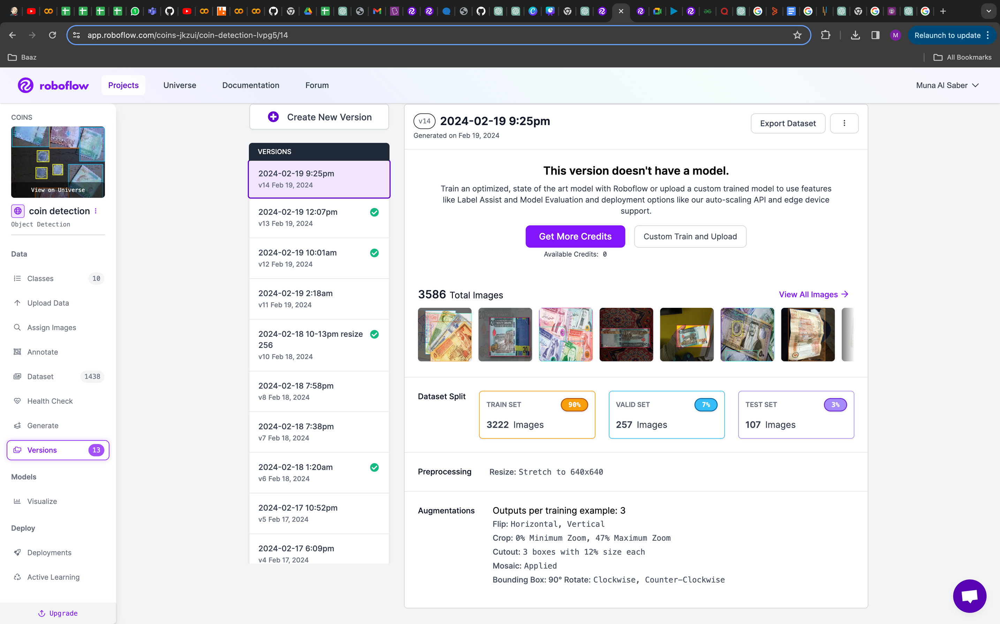 app.roboflow.com/coins-jkzui/coin-detection-lvpg5/14
M
Relaunch to update
Baaz
All Bookmarks
roboflow
Projects
Universe
Documentation
Forum
Muna Al Saber
COINS
View on Universe
coin detection
Object Detection
Data
Classes 10
Upload Data
Assign Images
Annotate
Dataset 1438
Health Check
Generate
Versions 13
Models
Visualize
Deploy
Deployments
Active Learning
Upgrade
Create New Version
VERSIONS
2024-02-19 9:25pm
v14 Feb 19, 2024
2024-02-19 12:07pm
v13 Feb 19, 2024
2024-02-19 10:01am
v12 Feb 19, 2024
2024-02-19 2:18am
v11 Feb 19, 2024
2024-02-18 10-13pm resize
256
v10 Feb 18, 2024
2024-02-18 7:58pm
v8 Feb 18, 2024
2024-02-18 7:38pm
v7 Feb 18, 2024
2024-02-18 1:20am
v6 Feb 18, 2024
2024-02-17 10:52pm
v5 Feb 17, 2024
2024-02-17 6:09pm
v4 Feb 17, 2024
v14 2024-02-19 9:25pm
Generated on Feb 19, 2024
Export Dataset
This version doesn't have a model.
Train an optimized, state of the art model with Roboflow or upload a custom trained model to use features
like Label Assist and Model Evaluation and deployment options like our auto-scaling API and edge device
support.
Get More Credits
Custom Train and Upload
Available Credits: 0
3586 Total Images
View All Images
TWENTY DINARS
20
Dataset Split
TRAIN SET 90%
3222 Images
VALID SET 7%
257 Images
TEST SET 3%
107 Images
Preprocessing
Resize: Stretch to 640x640
Augmentations
Outputs per training example: 3
Flip: Horizontal, Vertical
Crop: 0% Minimum Zoom, 47% Maximum Zoom
Cutout: 3 boxes with 12% size each
Mosaic: Applied
Bounding Box: 90° Rotate: Clockwise, Counter-Clockwise